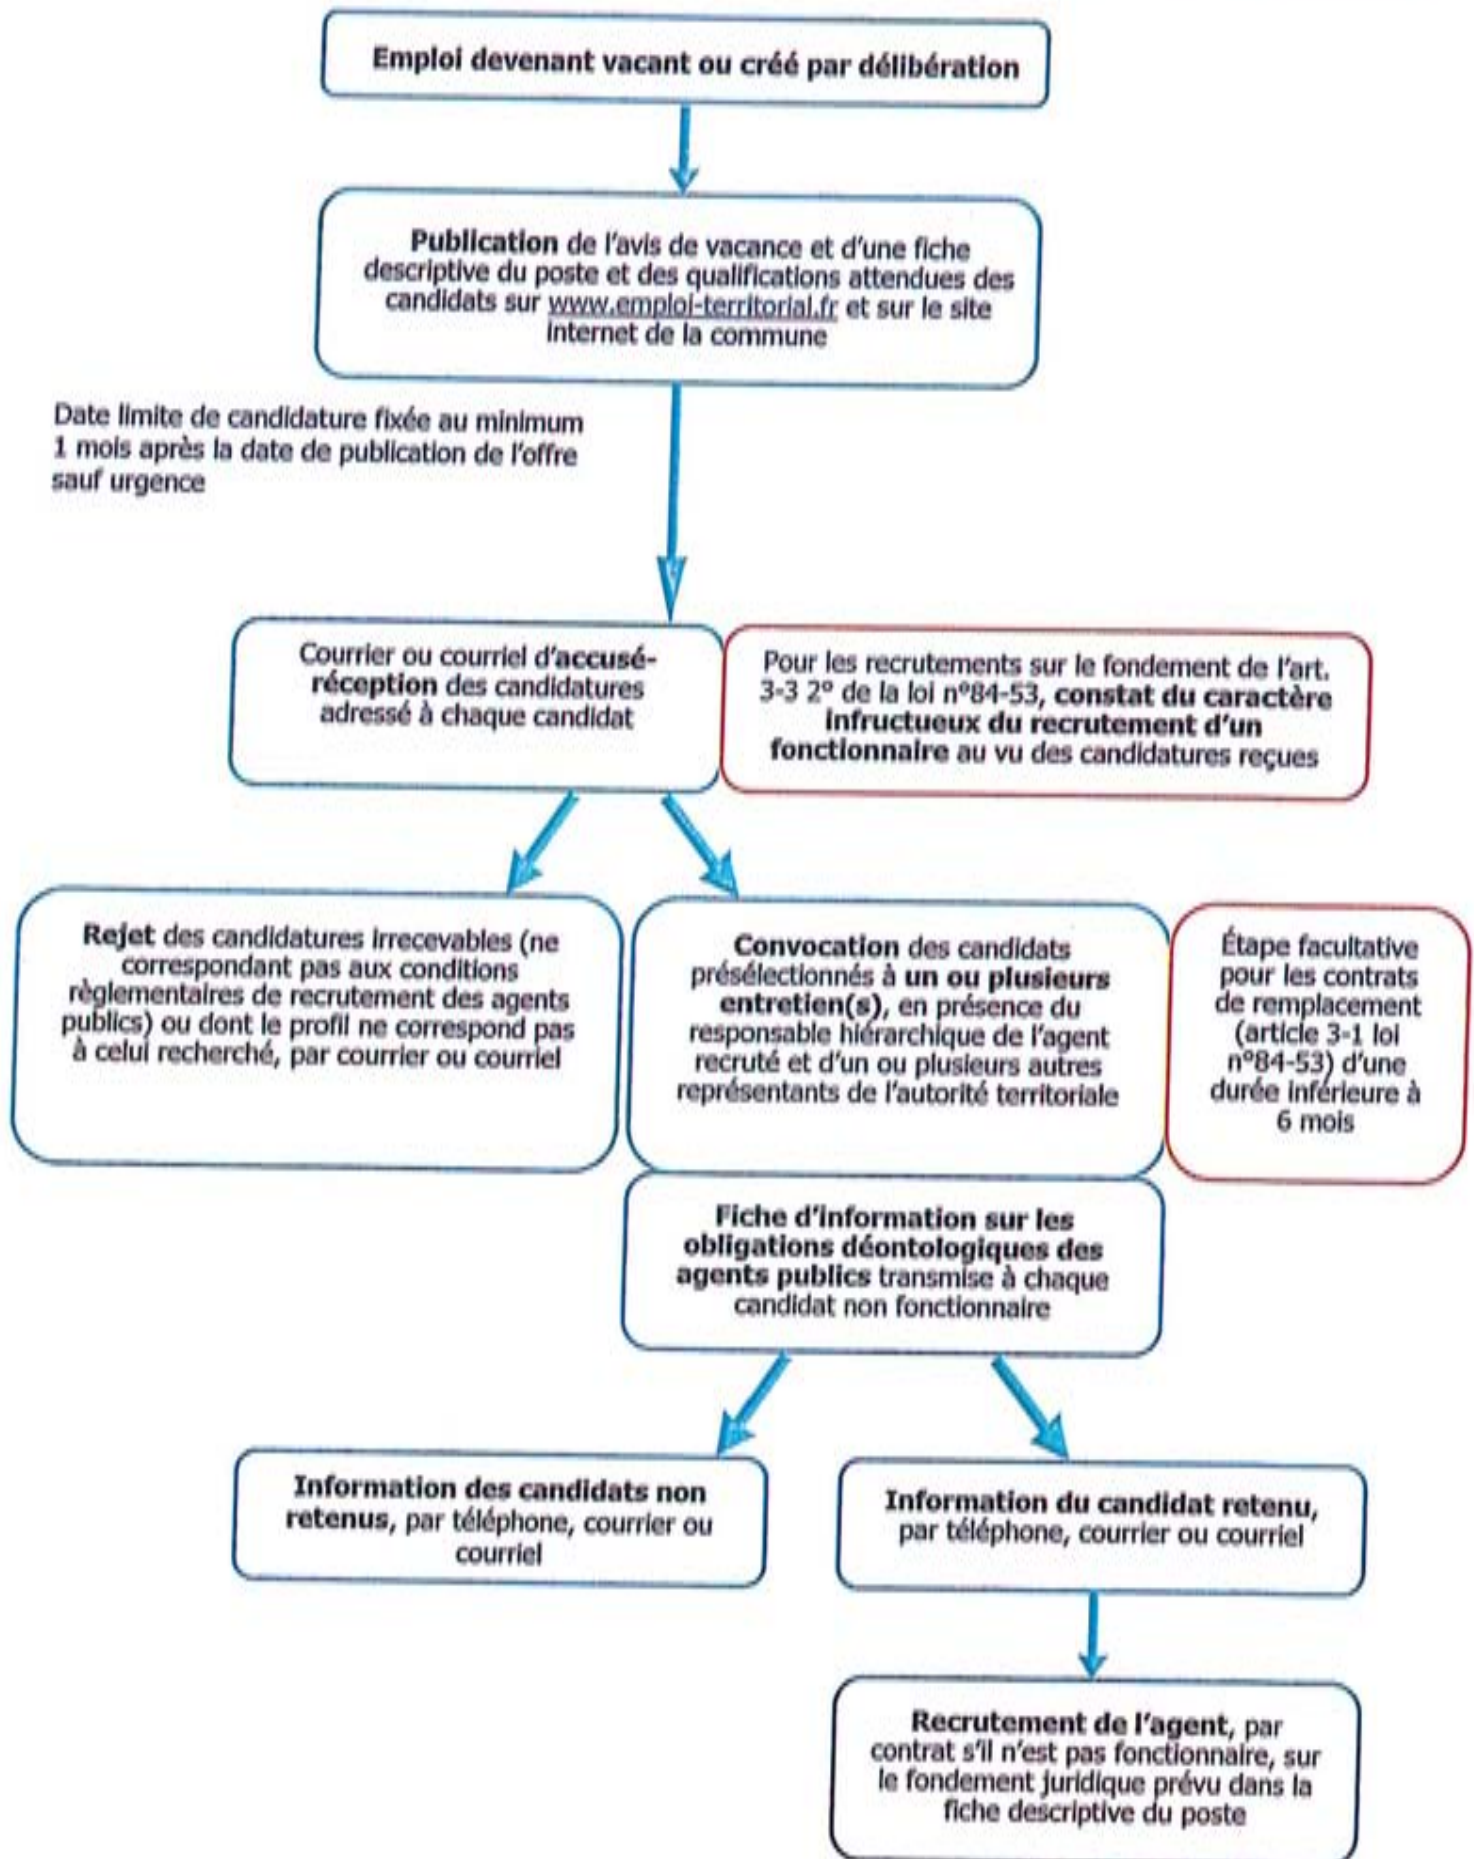 Emploi devenant vacant ou créé par délibération
Publication de l'avis de vacance et d'une fiche
descriptive du poste et des qualifications attendues des
candidats sur www.emploi-territorial.fr et sur le site
internet de la commune
Date limite de candidature fixée au minimum
1 mois après la date de publication de l'offre
sauf urgence
Courrier ou courriel d'accusé-
réception des candidatures
adressé à chaque candidat
Pour les recrutements sur le fondement de l'art.
3-3 2° de la loi n°84-53, constat du caractère
infructueux du recrutement d'un
fonctionnaire au vu des candidatures reçues
Rejet des candidatures irrecevables (ne
correspondant pas aux conditions
règlementaires de recrutement des agents
publics) ou dont le profil ne correspond pas
à celui recherché, par courrier ou courriel
Convocation des candidats
présélectionnés à un ou plusieurs
entretien(s), en présence du
responsable hiérarchique de l'agent
recruté et d'un ou plusieurs autres
représentants de l'autorité territoriale
Étape facultative
pour les contrats
de remplacement
(article 3-1 loi
n°84-53) d'une
durée inférieure à
6 mois
Fiche d'information sur les
obligations déontologiques des
agents publics transmise à chaque
candidat non fonctionnaire
Information des candidats non
retenus, par téléphone, courrier ou
courriel
Information du candidat retenu,
par téléphone, courrier ou courriel
Recrutement de l'agent, par
contrat s'il n'est pas fonctionnaire, sur
le fondement juridique prévu dans la
fiche descriptive du poste